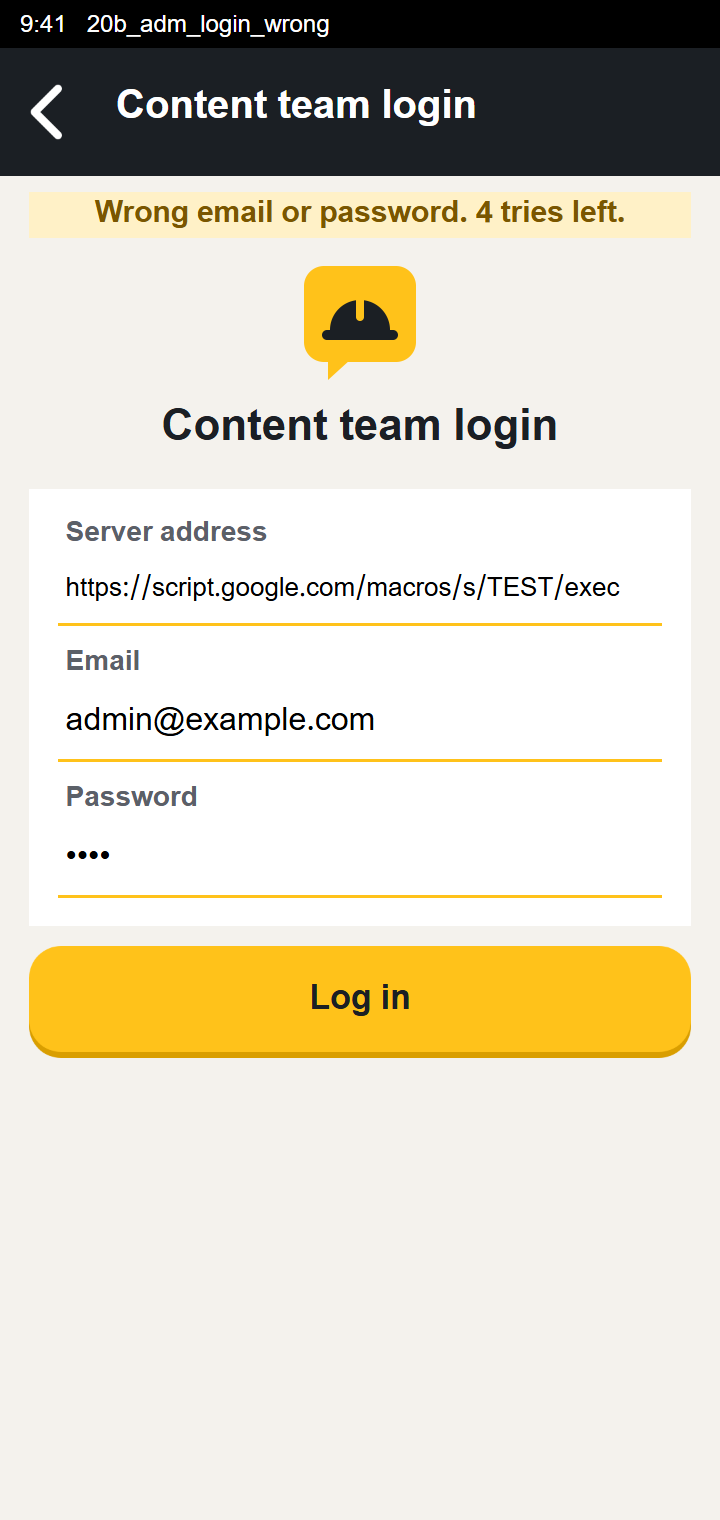 9:41 20b_adm_login_wrong
Content team login
Wrong email or password. 4 tries left.
Content team login
Server address
https://script.google.com/macros/s/TEST/exec
Email
admin@example.com
Password
••••
Log in